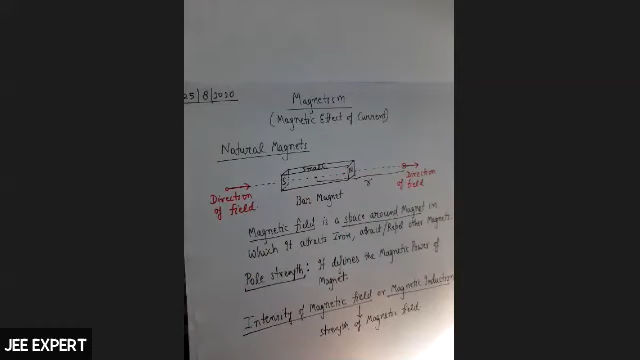 25/8/2020
Magnetism
(Magnetic Effect of Current)
Natural Magnets
Small
S
N
r
Direction
of field
Direction
of field
Bar Magnet
Magnetic field is a space around Magnet in
which it attracts Iron, attract/Repel other Magnets.
Pole strength: It defines the Magnetic Power of
Magnet.
Intensity of Magnetic field or Magnetic Induction
strength of Magnetic field.
JEE EXPERT